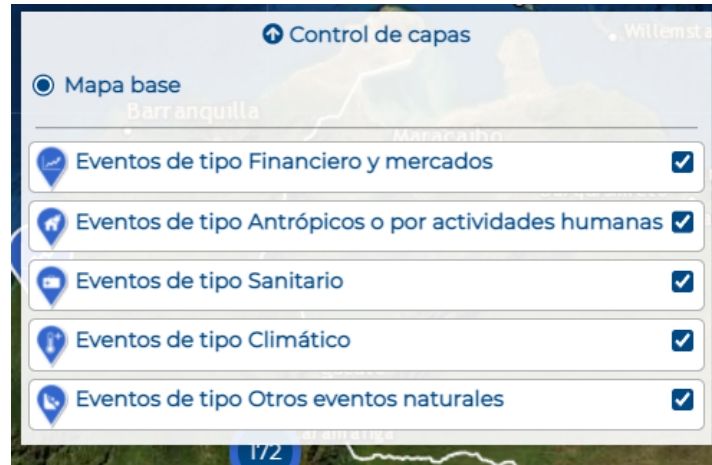 Control de capas
Willemsta
Mapa base
Barranquilla
Maracaibo
Eventos de tipo Financiero y mercados
Eventos de tipo Antrópicos o por actividades humanas
Eventos de tipo Sanitario
Eventos de tipo Climático
Eventos de tipo Otros eventos naturales
172